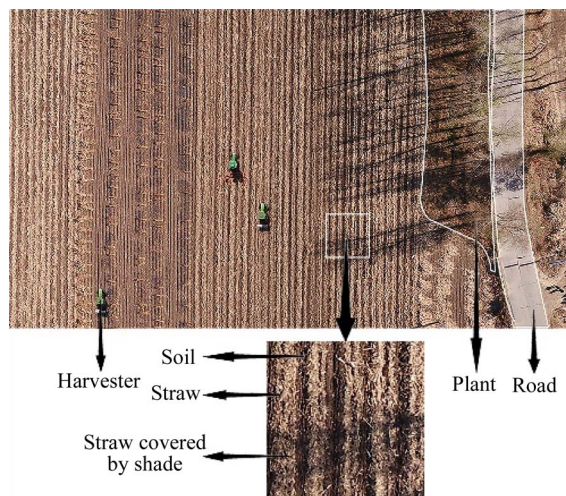 Soil
Harvester
Straw
Plant
Road
Straw covered
by shade